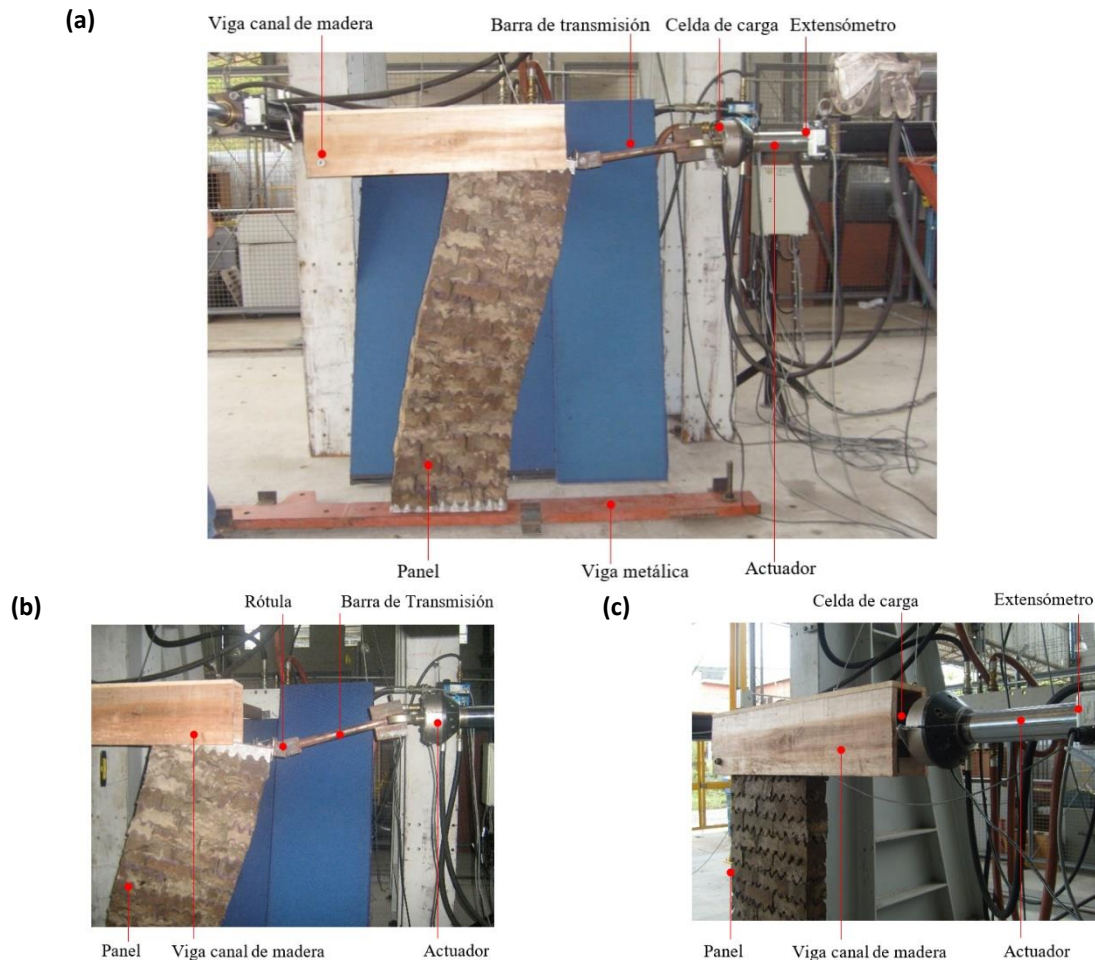 (a)
Viga canal de madera
Barra de transmisión
Celda de carga
Extensómetro
Panel
Viga metálica
Actuador
(b)
Rótula
Barra de Transmisión
Panel
Viga canal de madera
Actuador
(c)
Celda de carga
Extensómetro
Panel
Viga canal de madera
Actuador